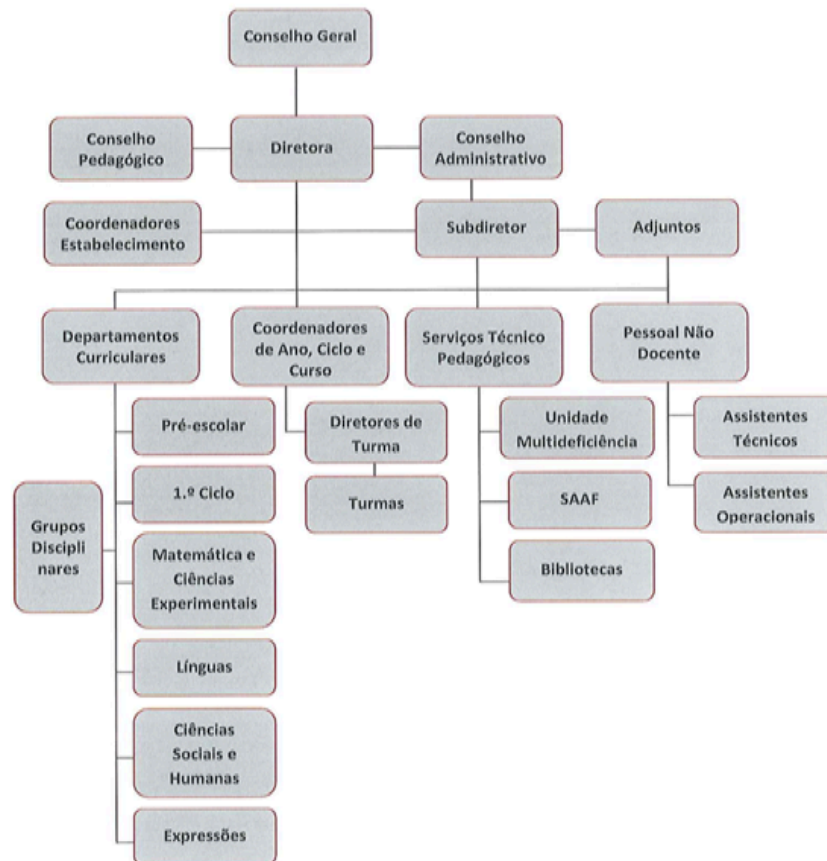 Conselho Geral
Conselho
Pedagógico
Diretora
Conselho
Administrativo
Coordenadores
Estabelecimento
Subdiretor
Adjuntos
Departamentos
Curriculares
Coordenadores
de Ano, Ciclo e
Curso
Serviços Técnico
Pedagógicos
Pessoal Não
Docente
Pré-escolar
1.º Ciclo
Grupos
Discipli
nares
Matemática e
Ciências
Experimentais
Línguas
Ciências
Sociais e
Humanas
Expressões
Diretores de
Turma
Turmas
Unidade
Multideficiência
SAAF
Bibliotecas
Assistentes
Técnicos
Assistentes
Operacionais